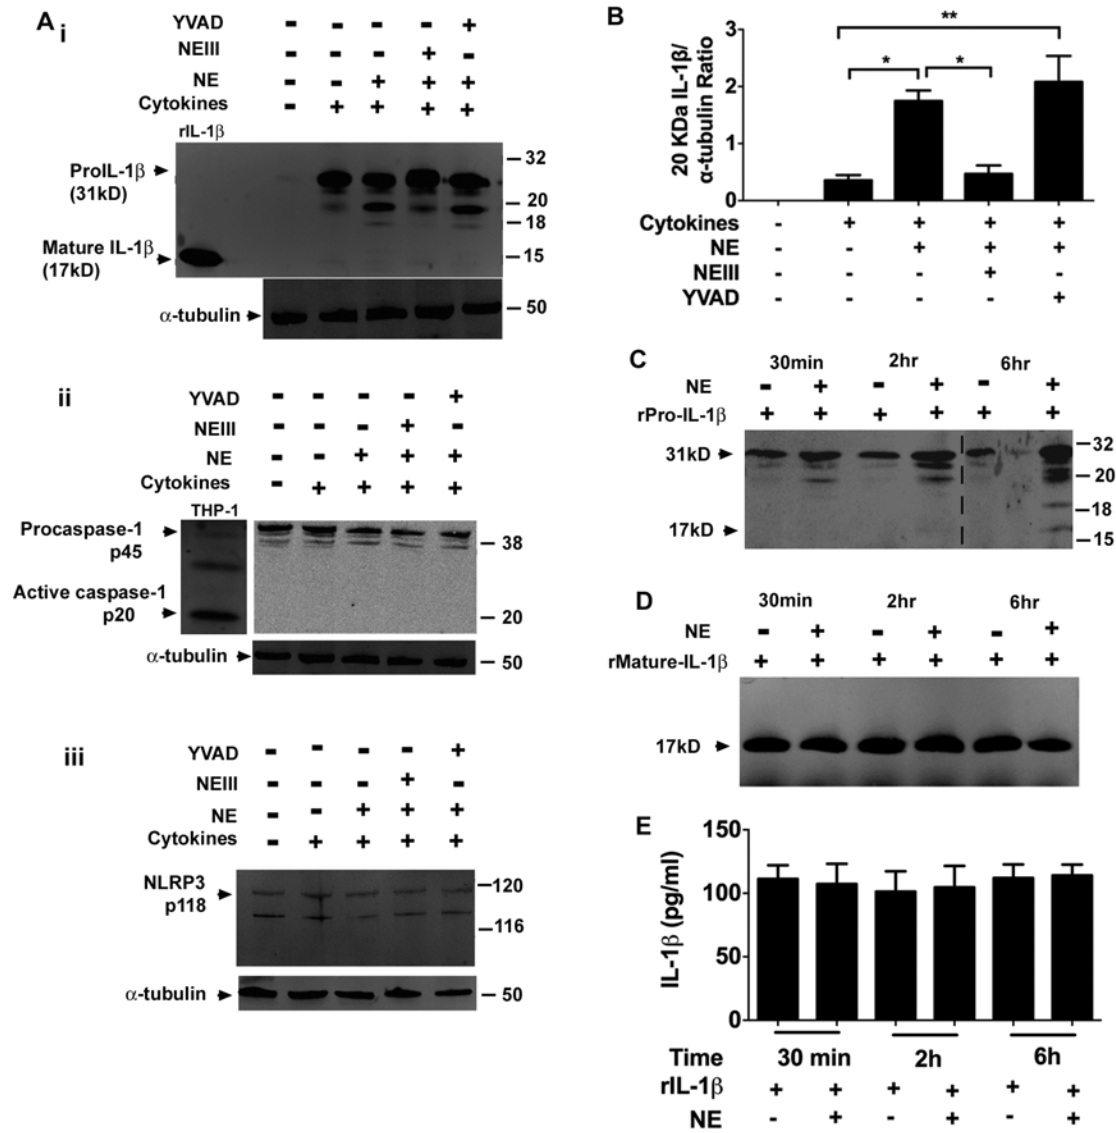 A i
YVAD - - - - +
NEIII - - - + -
NE - - + + +
Cytokines - + + + +
rIL-1β
ProIL-1β
(31kD)
32
20
18
Mature IL-1β
(17kD)
15
α-tubulin
50
ii
YVAD - - - - +
NEIII - - - + -
NE - - + + +
Cytokines - + + + +
THP-1
Procaspase-1
p45
38
Active caspase-1
p20
20
α-tubulin
50
iii
YVAD - - - - +
NEIII - - - + -
NE - - + + +
Cytokines - + + + +
NLRP3
p118
120
116
α-tubulin
50
B
20 KDa IL-1β/
α-tubulin Ratio
3
2
1
0
**
* *
Cytokines - + + + +
NE - - + + +
NEIII - - - + -
YVAD - - - - +
C
30min 2hr 6hr
NE - + - + - +
rPro-IL-1β + + + + + +
31kD
17kD
32
20
18
15
D
30min 2hr 6hr
NE - + - + - +
rMature-IL-1β + + + + + +
17kD
E
IL-1β (pg/ml)
150
100
50
0
Time 30 min 2h 6h
rIL-1β + + + + + +
NE - + - + - +